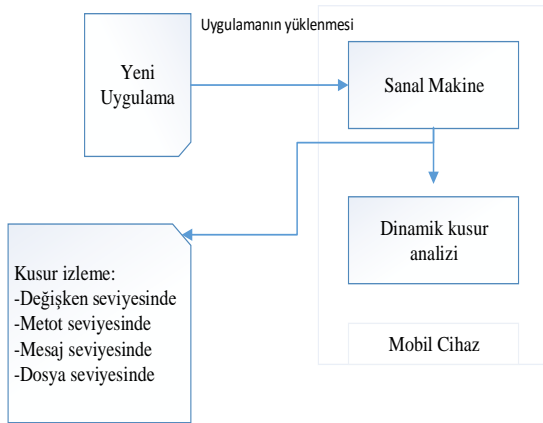 Uygulamanın yüklenmesi
Yeni
Uygulama
Sanal Makine
Dinamik kusur
analizi
Kusur izleme:
-Değişken seviyesinde
-Metot seviyesinde
-Mesaj seviyesinde
-Dosya seviyesinde
Mobil Cihaz